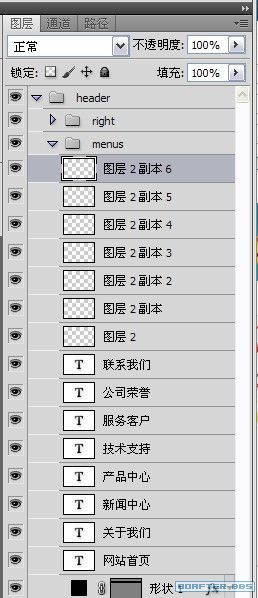 图层 通道 路径
正常 不透明度: 100%
锁定: 填充: 100%
header
right
menus
图层 2 副本 6
图层 2 副本 5
图层 2 副本 4
图层 2 副本 3
图层 2 副本 2
图层 2 副本
图层 2
T 联系我们
T 公司荣誉
T 服务客户
T 技术支持
T 产品中心
T 新闻中心
T 关于我们
T 网站首页
形状 1 fx